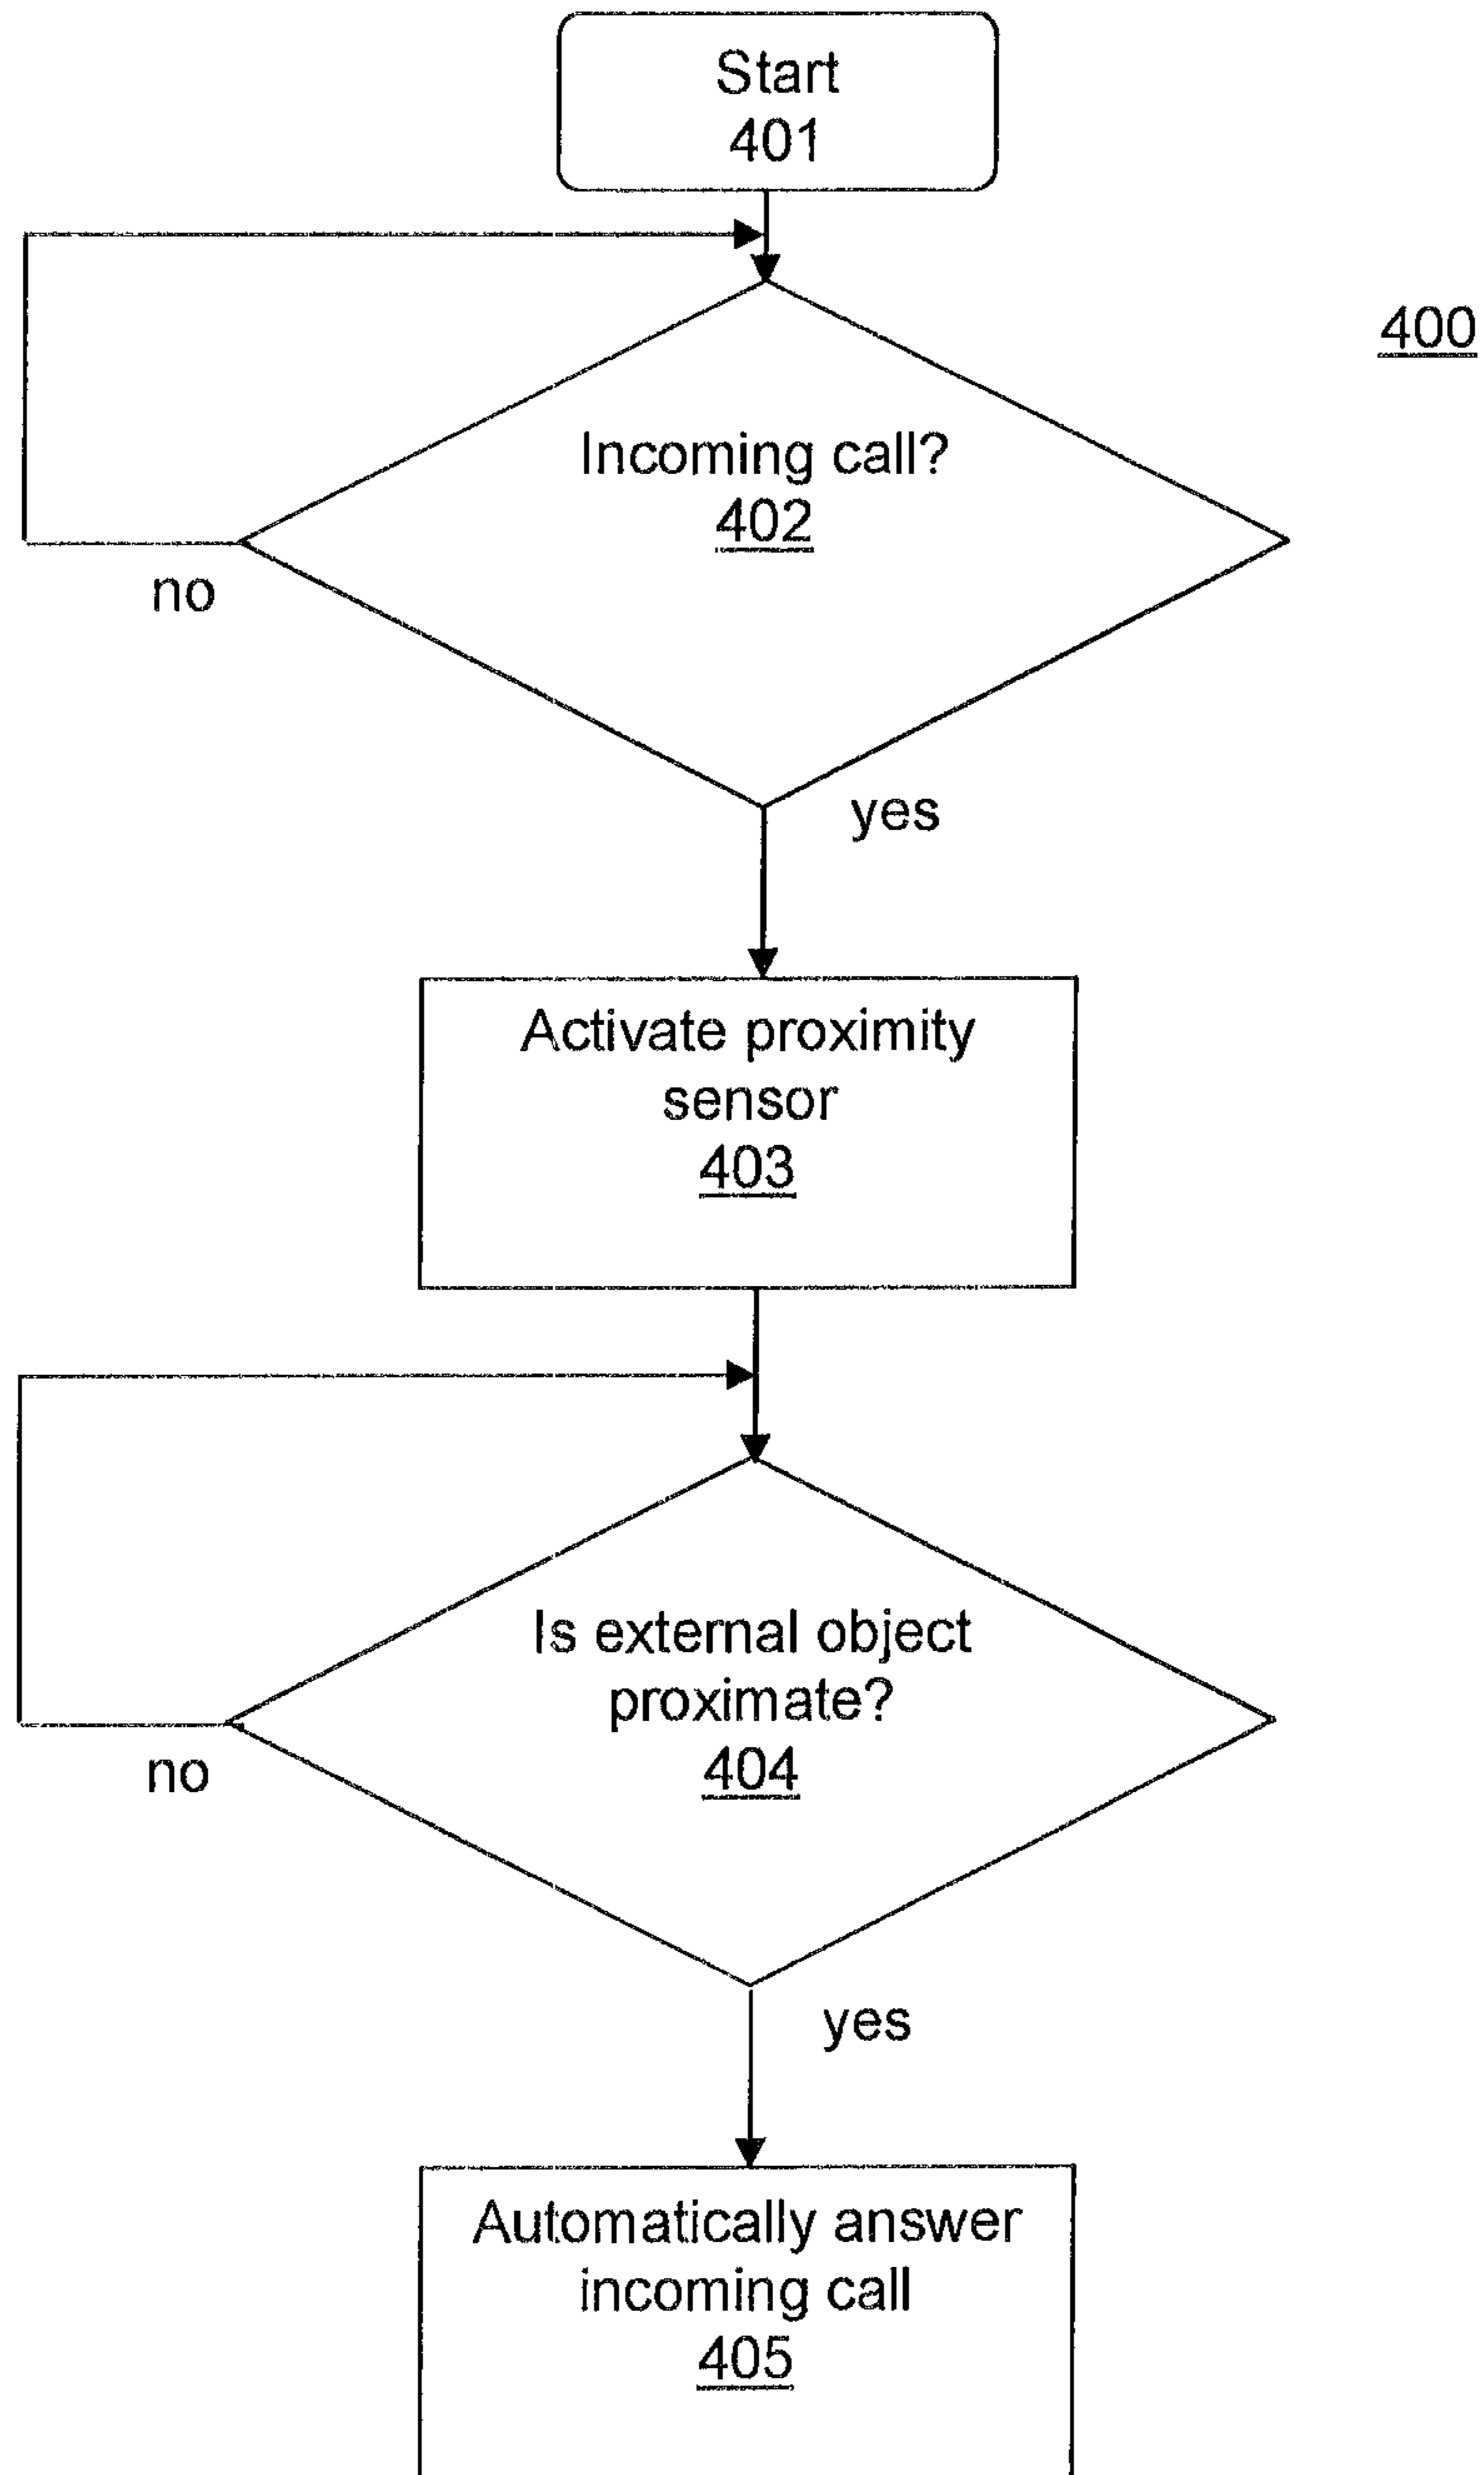 Start
401
400
Incoming call?
402
no
yes
Activate proximity
sensor
403
Is external object
proximate?
404
no
yes
Automatically answer
incoming call
405